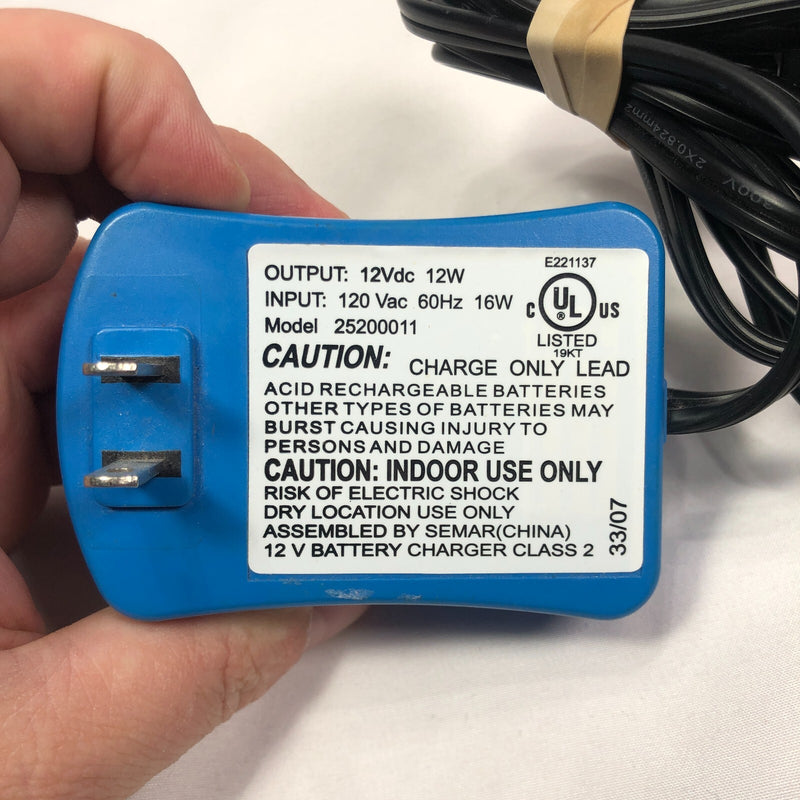 OUTPUT: 12Vdc 12W
INPUT: 120 Vac 60Hz 16W
Model 25200011
E221137
C UL ® US
LISTED
19KT
CAUTION: CHARGE ONLY LEAD
ACID RECHARGEABLE BATTERIES
OTHER TYPES OF BATTERIES MAY
BURST CAUSING INJURY TO
PERSONS AND DAMAGE
CAUTION: INDOOR USE ONLY
RISK OF ELECTRIC SHOCK
DRY LOCATION USE ONLY
ASSEMBLED BY SEMAR(CHINA)
12 V BATTERY CHARGER CLASS 2
33/07
2X0.824mm2